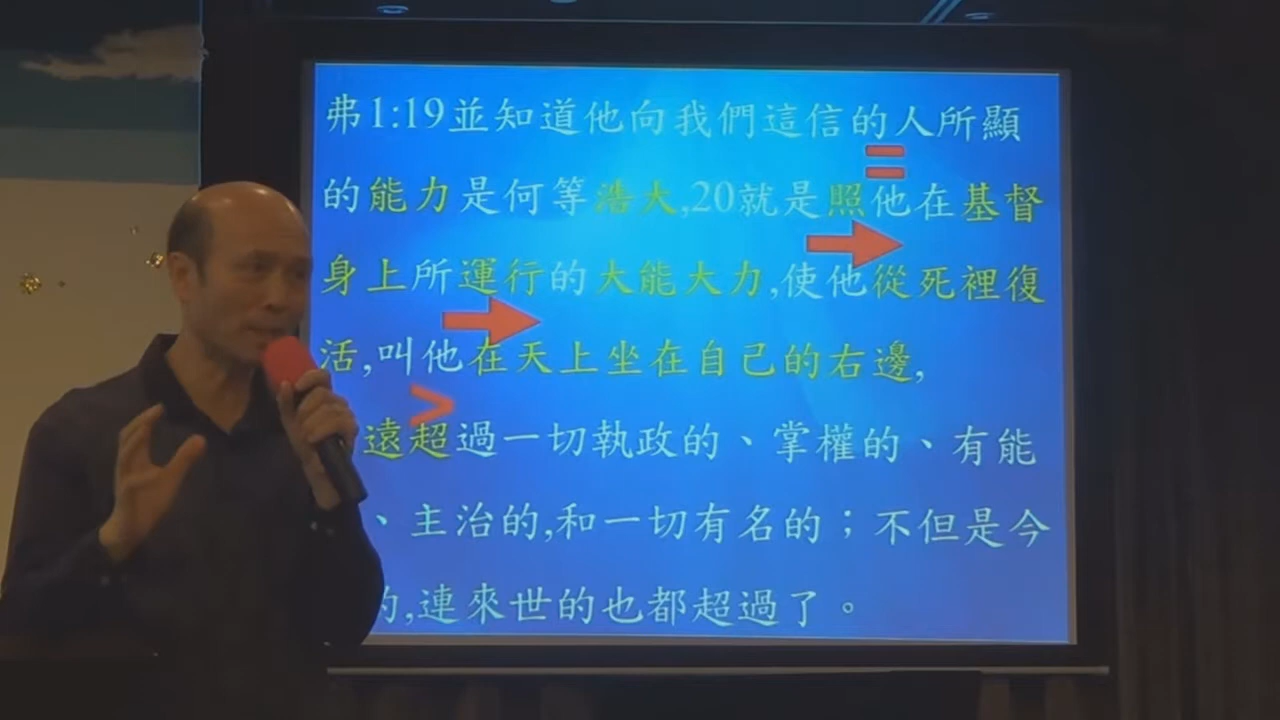 弗1:19並知道他向我們這信的人所顯
的能力是何等浩大,20就是照他在基督
身上所運行的大能大力,使他從死裡復
活,叫他在天上坐在自己的右邊,
遠超過一切執政的、掌權的、有能
、主治的,和一切有名的；不但是今
的,連來世的也都超過了。